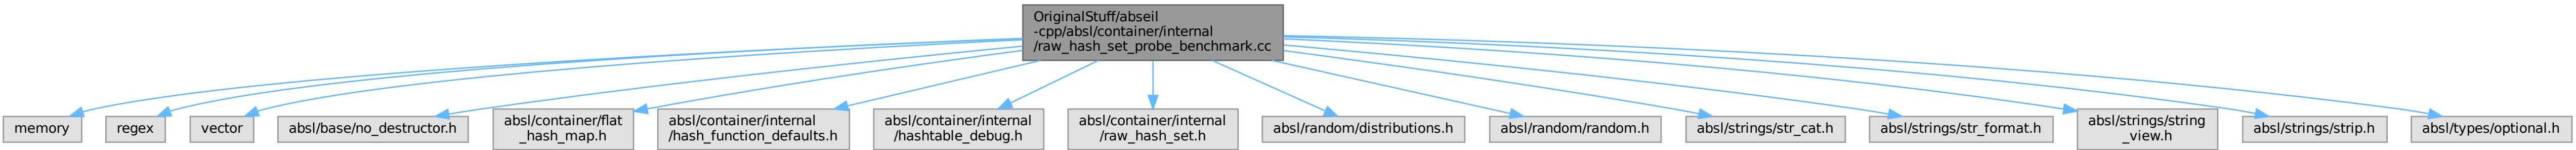 OriginalStuff/abseil
-cpp/absl/container/internal
/raw_hash_set_probe_benchmark.cc
memory
regex
vector
absl/base/no_destructor.h
absl/container/flat
_hash_map.h
absl/container/internal
/hash_function_defaults.h
absl/container/internal
/hashtable_debug.h
absl/container/internal
/raw_hash_set.h
absl/random/distributions.h
absl/random/random.h
absl/strings/str_cat.h
absl/strings/str_format.h
absl/strings/string
_view.h
absl/strings/strip.h
absl/types/optional.h